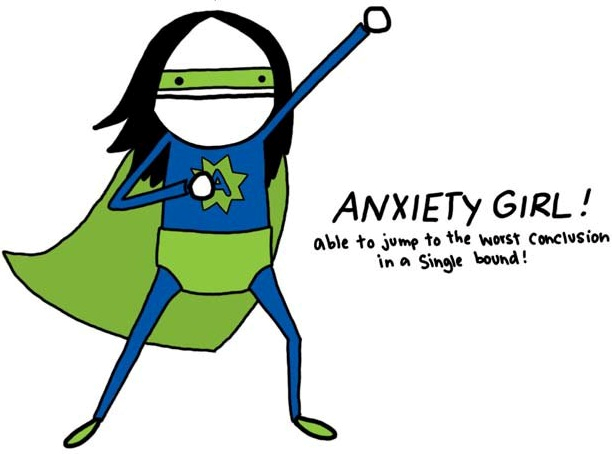 A
ANXIETY GIRL!
able to jump to the worst conclusion
in a single bound!